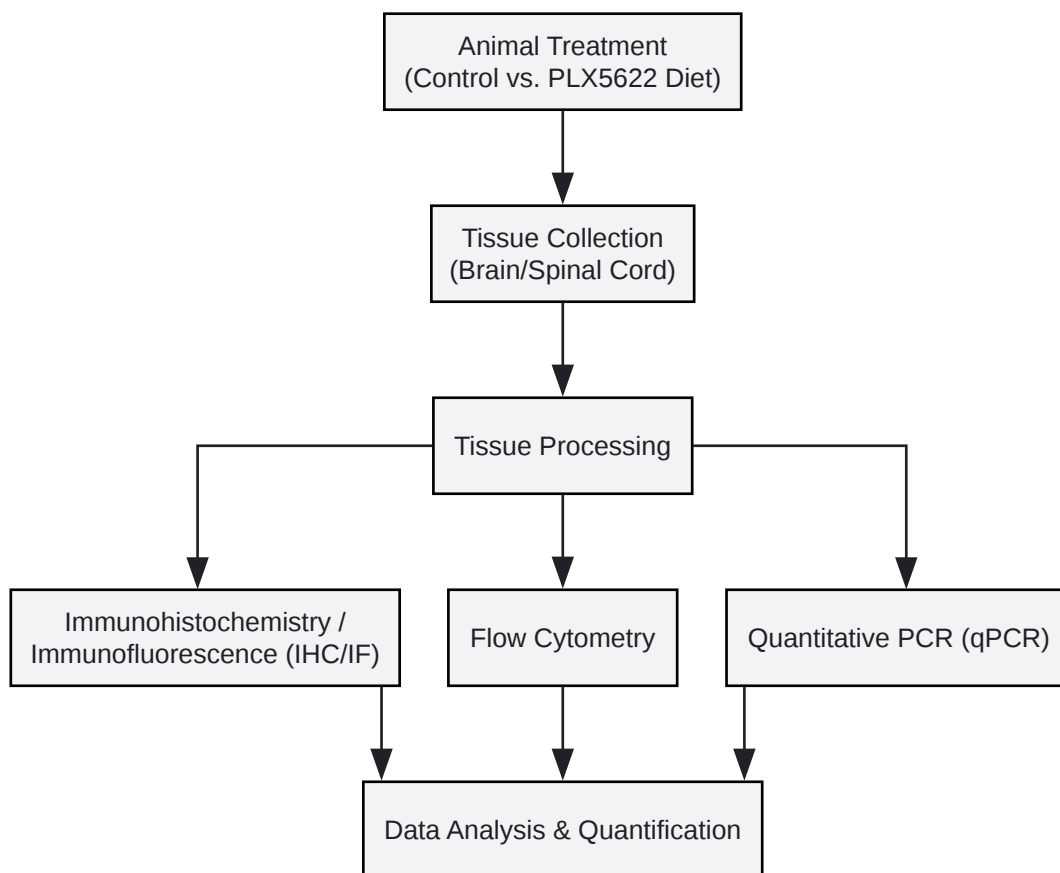 Animal Treatment
(Control vs. PLX5622 Diet)
Tissue Collection
(Brain/Spinal Cord)
Tissue Processing
Immunohistochemistry /
Immunofluorescence (IHC/IF)
Flow Cytometry
Quantitative PCR (qPCR)
Data Analysis & Quantification